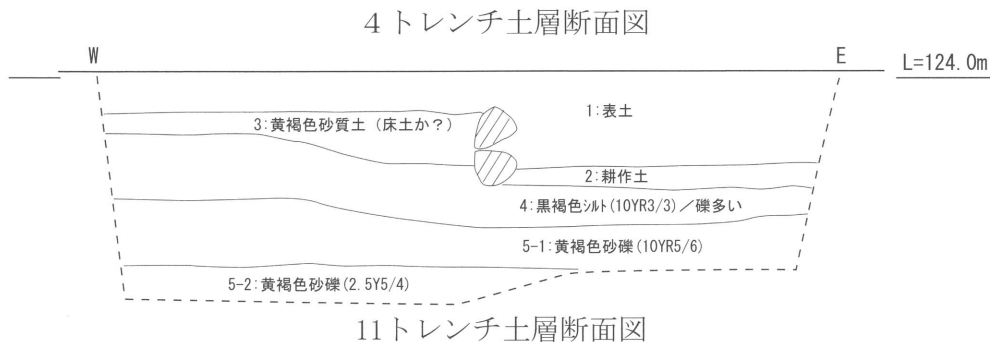 4トレンチ土層断面図
W
E
L=124.0m
1:表土
3:黄褐色砂質土（床土か？）
2:耕作土
4:黒褐色ｼﾙﾄ(10YR3/3)／礫多い
5-1:黄褐色砂礫(10YR5/6)
5-2:黄褐色砂礫(2.5Y5/4)
11トレンチ土層断面図